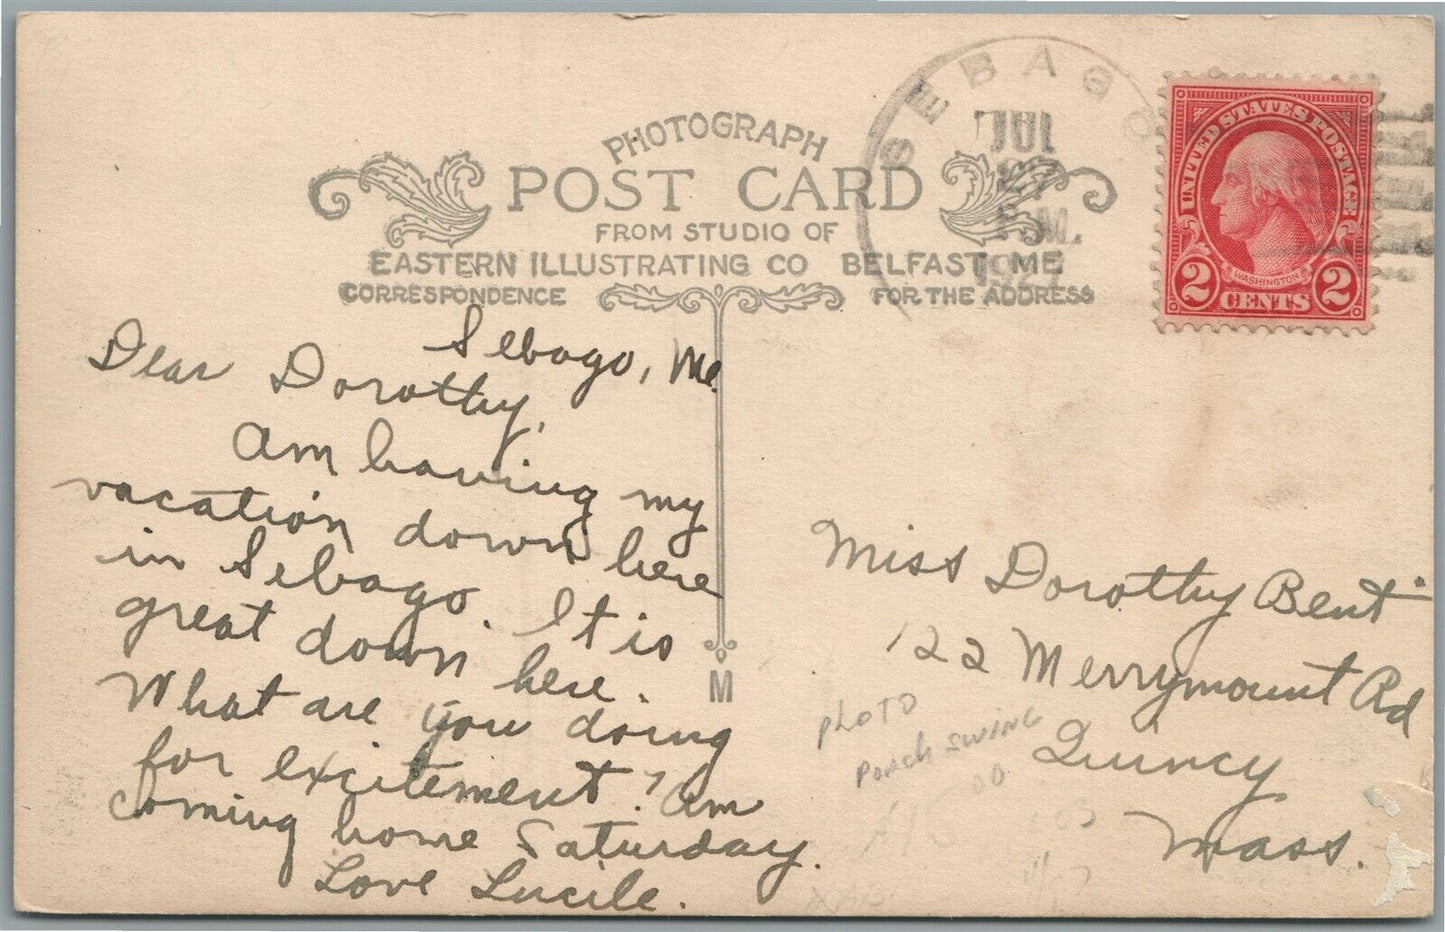 PHOTOGRAPH
POST CARD
FROM STUDIO OF
EASTERN ILLUSTRATING CO BELFAST, ME
CORRESPONDENCE FOR THE ADDRESS
SEBAGO
JUL
P.M.
UNITED STATES POSTAGE
WASHINGTON
2 CENTS 2
Sebago, Me.
Dear Dorothy,
Am having my
vacation down here
in Sebago. It is
great down here.
What are you doing
for excitement? Am
coming home Saturday.
Love Lucile.
M
Miss Dorothy Bent
122 Merrymount Rd
Quincy
Mass.
PHOTO
PORCH SWING